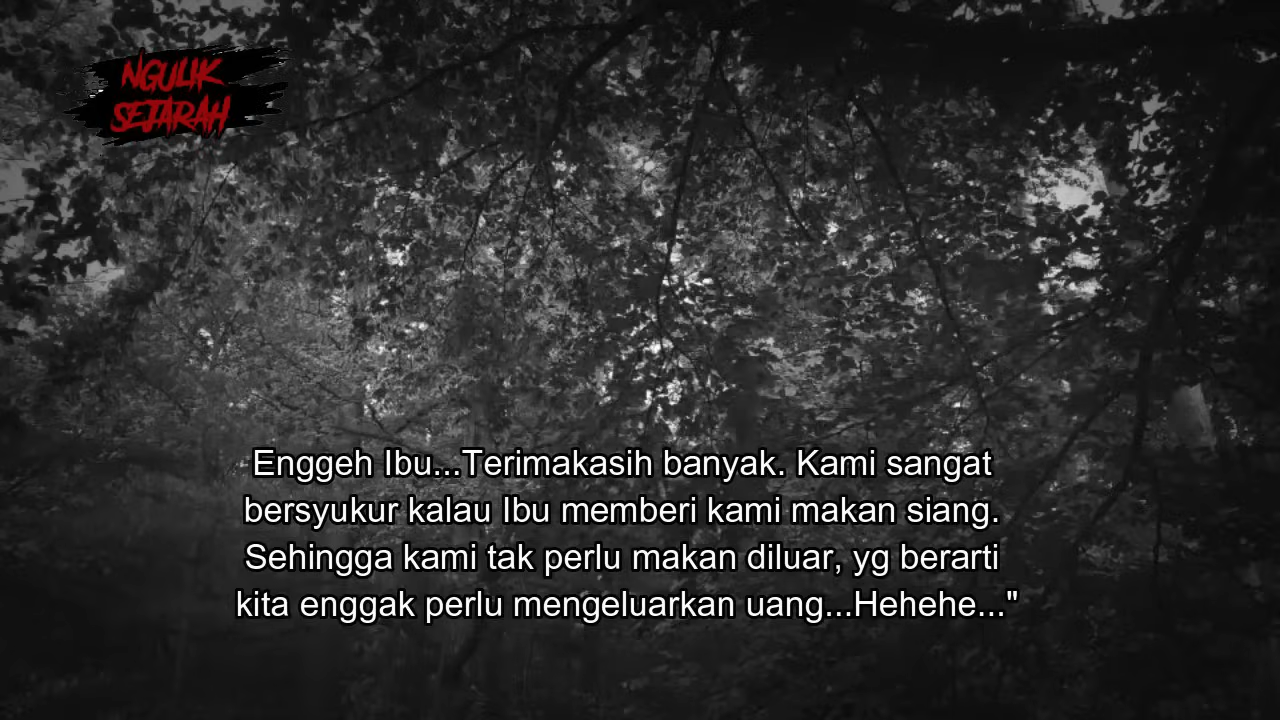 NGULIK
SEJARAH
Enggeh Ibu...Terimakasih banyak. Kami sangat
bersyukur kalau Ibu memberi kami makan siang.
Sehingga kami tak perlu makan diluar, yg berarti
kita enggak perlu mengeluarkan uang...Hehehe..."